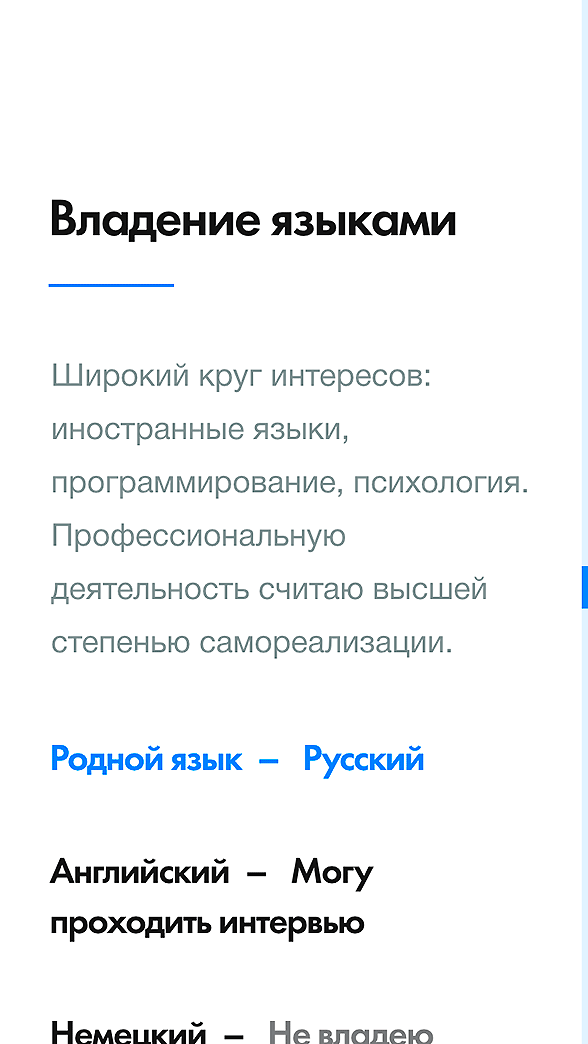 Владение языками
Широкий круг интересов:
иностранные языки,
программирование, психология.
Профессиональную
деятельность считаю высшей
степенью самореализации.
Родной язык – Русский
Английский – Могу
проходить интервью
Немецкий – Не владею